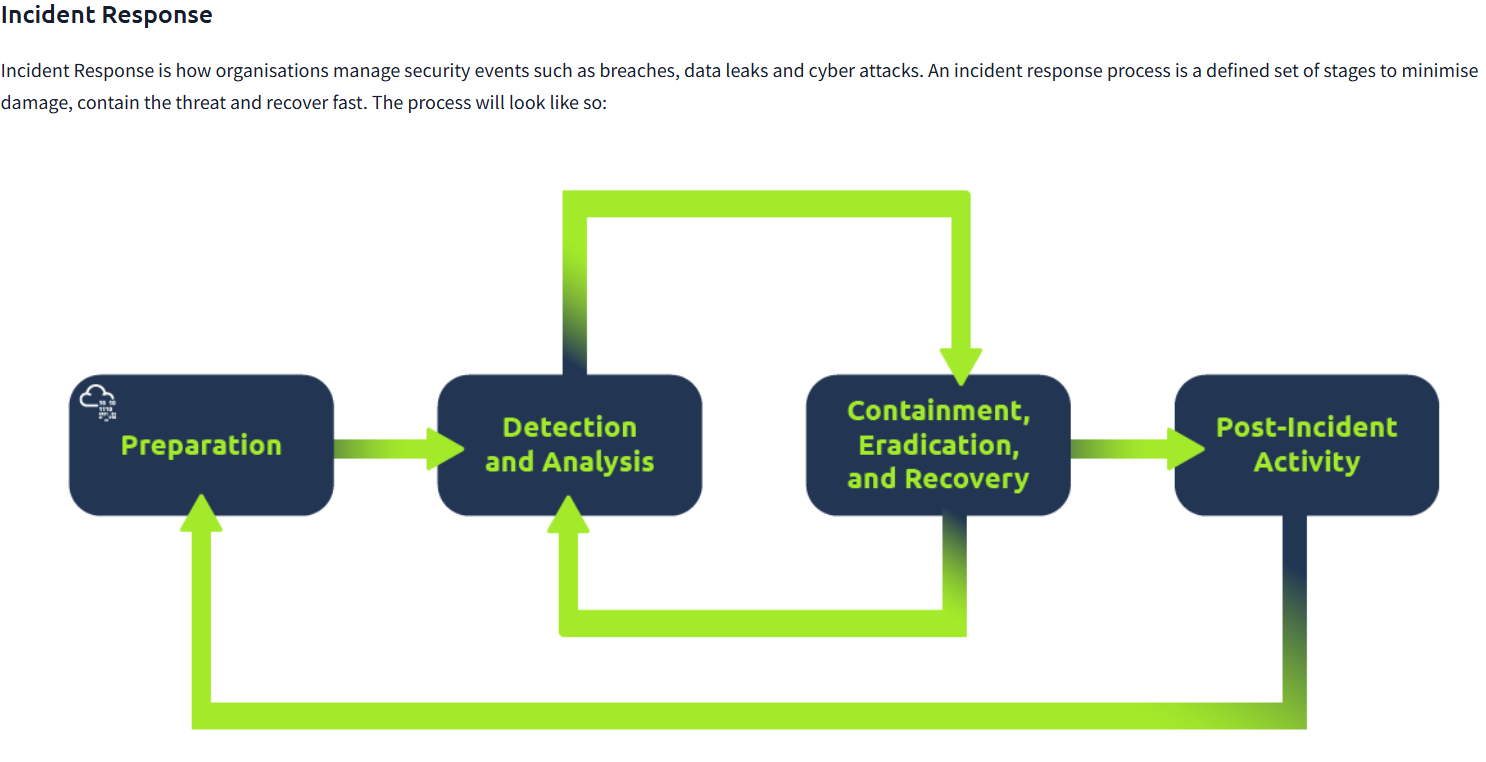 Incident Response
Incident Response is how organisations manage security events such as breaches, data leaks and cyber attacks. An incident response process is a defined set of stages to minimise
damage, contain the threat and recover fast. The process will look like so:
Preparation
Detection
and Analysis
Containment,
Eradication,
and Recovery
Post-Incident
Activity